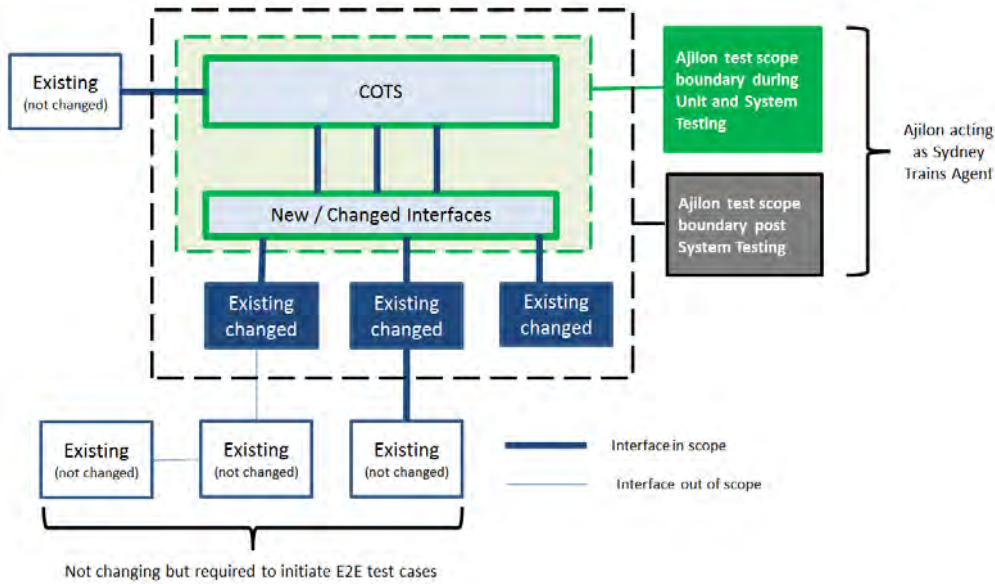 Existing
(not changed)
COTS
New / Changed Interfaces
Existing
changed
Existing
changed
Existing
changed
Existing
(not changed)
Existing
(not changed)
Existing
(not changed)
Not changing but required to initiate E2E test cases
Interface in scope
Interface out of scope
Ajilon test scope
boundary during
Unit and System
Testing
Ajilon test scope
boundary post
System Testing
Ajilon acting
as Sydney
Trains Agent